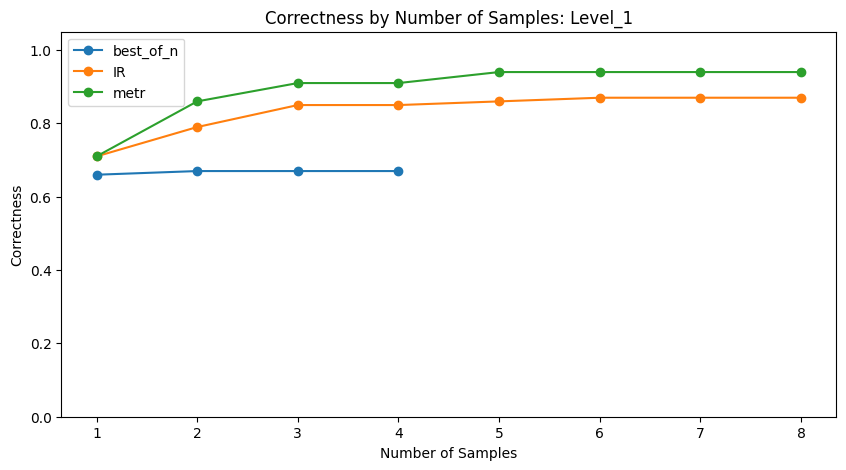 Correctness by Number of Samples: Level_1
best_of_n
IR
metr
Correctness
1.0
0.8
0.6
0.4
0.2
0.0
1 2 3 4 5 6 7 8
Number of Samples